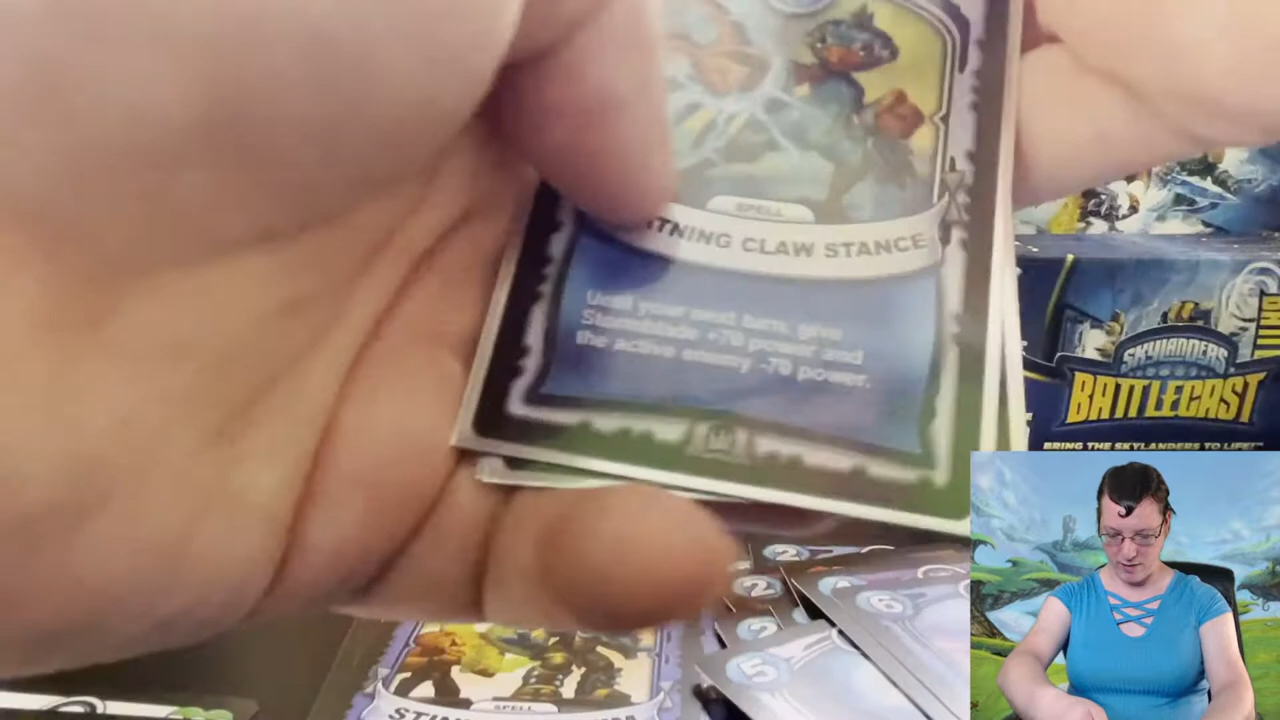 SPELL
TNING CLAW STANCE
Until your next turn, give
Stormblade +70 power and
the active enemy -70 power.
SKYLANDERS
BATTLECAST
BRING THE SKYLANDERS TO LIFE!
2
2
2
6
5
SPELL